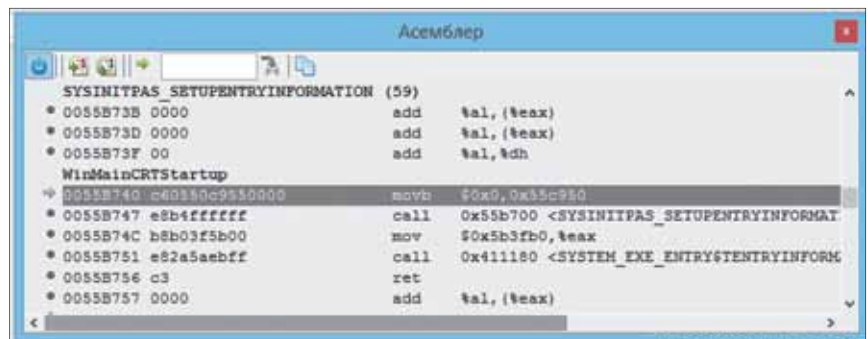 Асемблер
SYSINITPAS_SETUPENTRYINFORMATION (59)
0055B73B 0000 add %al,(%eax)
0055B73D 0000 add %al,(%eax)
0055B73F 00 add %al,%dh
WinMainCRTStartup
0055B740 c60550c9550000 movb $0x0,0x55c950
0055B747 e8b4ffffff call 0x55b700 <SYSINITPAS_SETUPENTRYINFORMAT
0055B74C b8b03f5b00 mov $0x5b3fb0,%eax
0055B751 e82a5aebff call 0x411180 <SYSTEM_EXE_ENTRY$TENTRYINFORM
0055B756 c3 ret
0055B757 0000 add %al,(%eax)